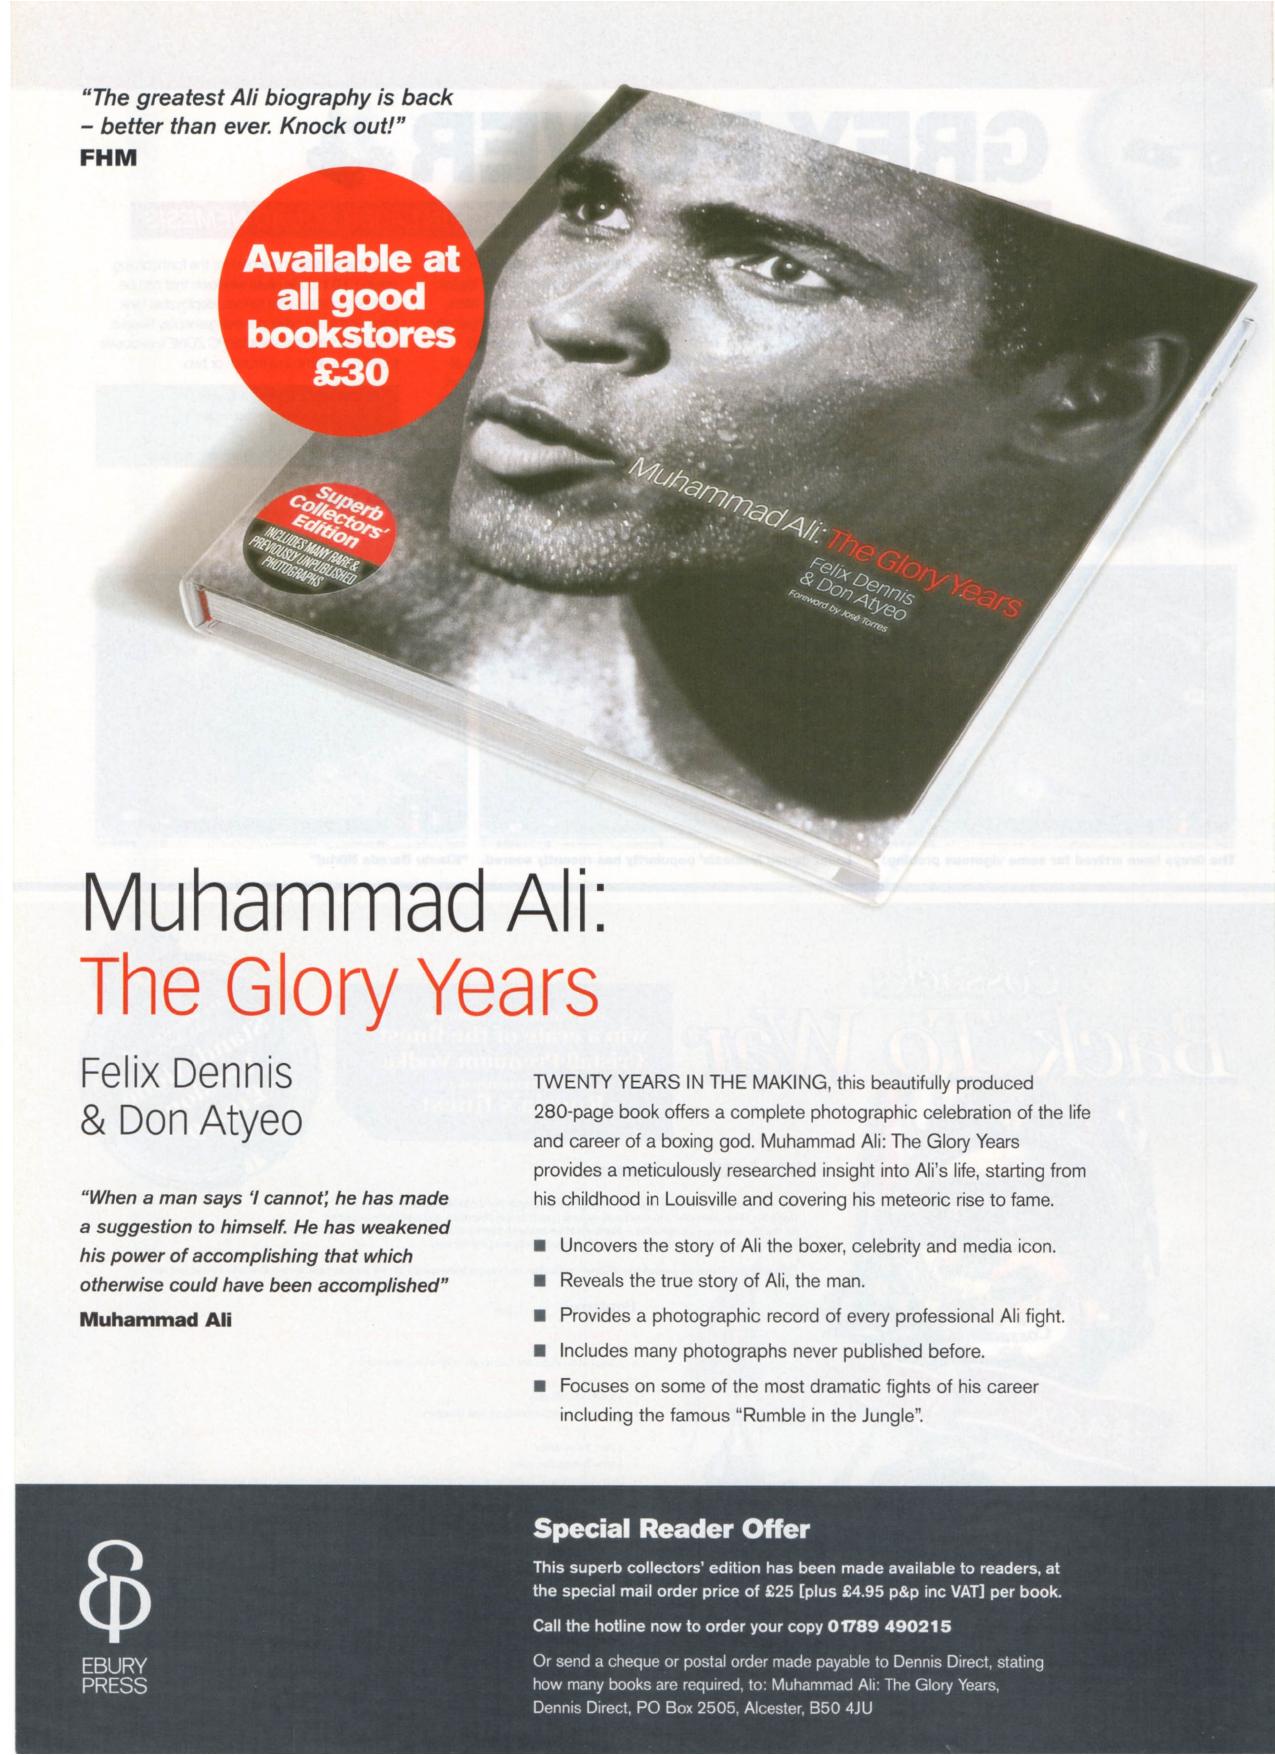 “The greatest Ali biography is back
– better than ever. Knock out!”
FHM
Available at
all good
bookstores
£30
Superb
Collectors’
Edition
INCLUDES MANY RARE &
PREVIOUSLY UNPUBLISHED
PHOTOGRAPHS
Muhammad Ali: The Glory Years
Felix Dennis
& Don Atyeo
Foreword by José Torres
Muhammad Ali:
The Glory Years
Felix Dennis
& Don Atyeo
“When a man says ‘I cannot’, he has made
a suggestion to himself. He has weakened
his power of accomplishing that which
otherwise could have been accomplished”
Muhammad Ali
TWENTY YEARS IN THE MAKING, this beautifully produced
280-page book offers a complete photographic celebration of the life
and career of a boxing god. Muhammad Ali: The Glory Years
provides a meticulously researched insight into Ali’s life, starting from
his childhood in Louisville and covering his meteoric rise to fame.
■ Uncovers the story of Ali the boxer, celebrity and media icon.
■ Reveals the true story of Ali, the man.
■ Provides a photographic record of every professional Ali fight.
■ Includes many photographs never published before.
■ Focuses on some of the most dramatic fights of his career
including the famous “Rumble in the Jungle”.
EBURY
PRESS
Special Reader Offer
This superb collectors’ edition has been made available to readers, at
the special mail order price of £25 [plus £4.95 p&p inc VAT] per book.
Call the hotline now to order your copy 01789 490215
Or send a cheque or postal order made payable to Dennis Direct, stating
how many books are required, to: Muhammad Ali: The Glory Years,
Dennis Direct, PO Box 2505, Alcester, B50 4JU